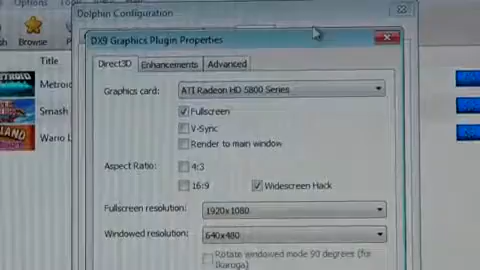 Options Tools
Dolphin Configuration
Browse
DX9 Graphics Plugin Properties
Title
Direct3D Enhancements Advanced
Metroid
Graphics card: ATI Radeon HD 5800 Series
Smash
Fullscreen
V-Sync
Wario L
Render to main window
Aspect Ratio: 4:3
16:9 Widescreen Hack
Fullscreen resolution: 1920x1080
Windowed resolution: 640x480
Rotate windowed mode 90 degrees (for
Ikaruga)